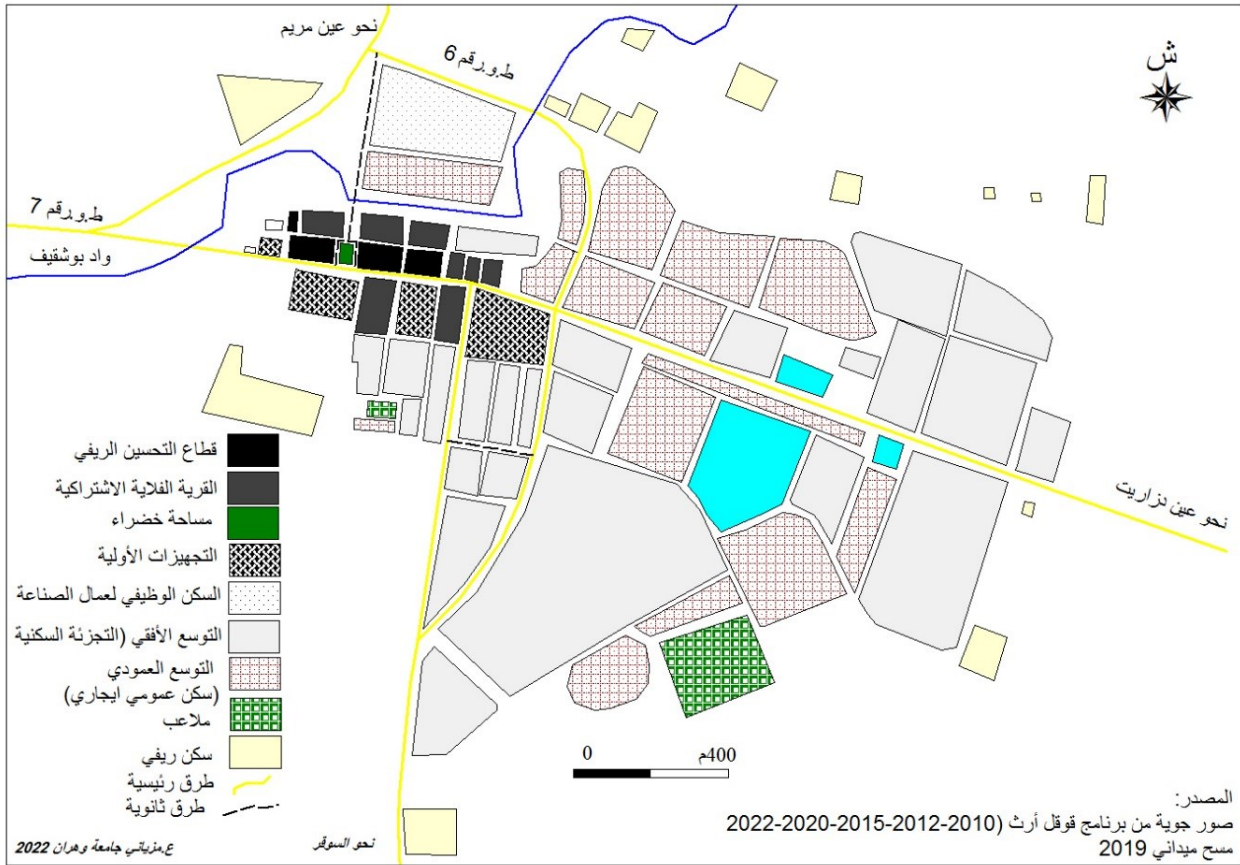 نحو عين مريم
ط.و.رقم 6
ش
ط.و.رقم 7
واد بوشقيف
قطاع التحسين الريفي
القرية الفلاية الاشتراكية
مساحة خضراء
التجهيزات الأولية
السكن الوظيفي لعمال الصناعة
التوسع الأفقي (التجزئة السكنية
التوسع العمودي
(سكن عمومي ايجاري)
ملاعب
سكن ريفي
طرق رئيسية
طرق ثانوية
نحو عين دزاريت
0 400م
المصدر:
صور جوية من برنامج قوقل أرث (2010-2012-2015-2020-2022
مسح ميداني 2019
نحو السوقر
ع.مزياني جامعة وهران 2022